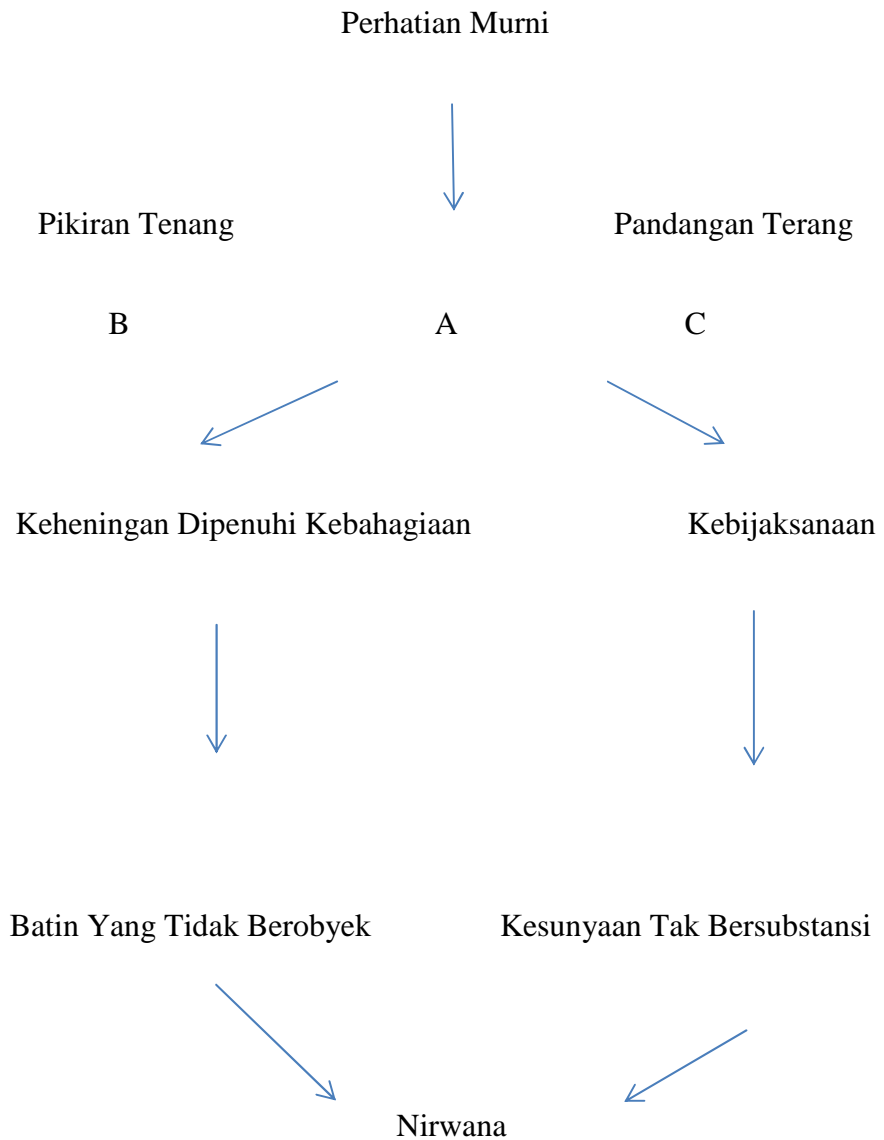 Perhatian Murni
Pikiran Tenang Pandangan Terang
B A C
Keheningan Dipenuhi Kebahagiaan Kebijaksanaan
Batin Yang Tidak Berobyek Kesunyaan Tak Bersubstansi
Nirwana